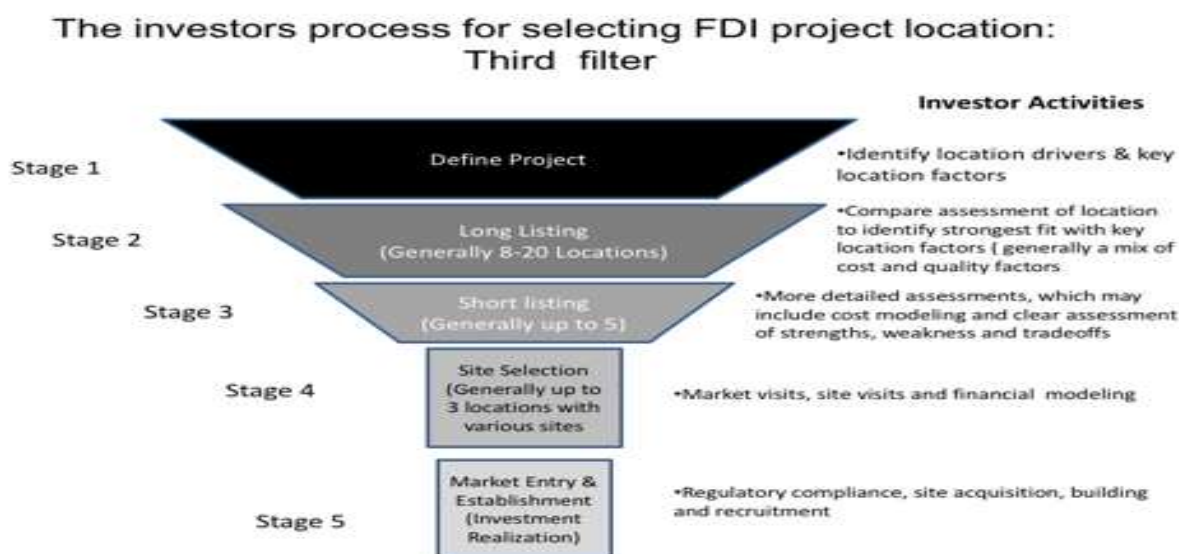 The investors process for selecting FDI project location:
Third filter
Investor Activities
Stage 1
Define Project
•Identify location drivers & key
location factors
Stage 2
Long Listing
(Generally 8-20 Locations)
•Compare assessment of location
to identify strongest fit with key
location factors ( generally a mix of
cost and quality factors
Stage 3
Short listing
(Generally up to 5)
•More detailed assessments, which may
include cost modeling and clear assessment
of strengths, weakness and tradeoffs
Stage 4
Site Selection
(Generally up to
3 locations with
various sites
•Market visits, site visits and financial modeling
Stage 5
Market Entry &
Establishment
(Investment
Realization)
•Regulatory compliance, site acquisition, building
and recruitment